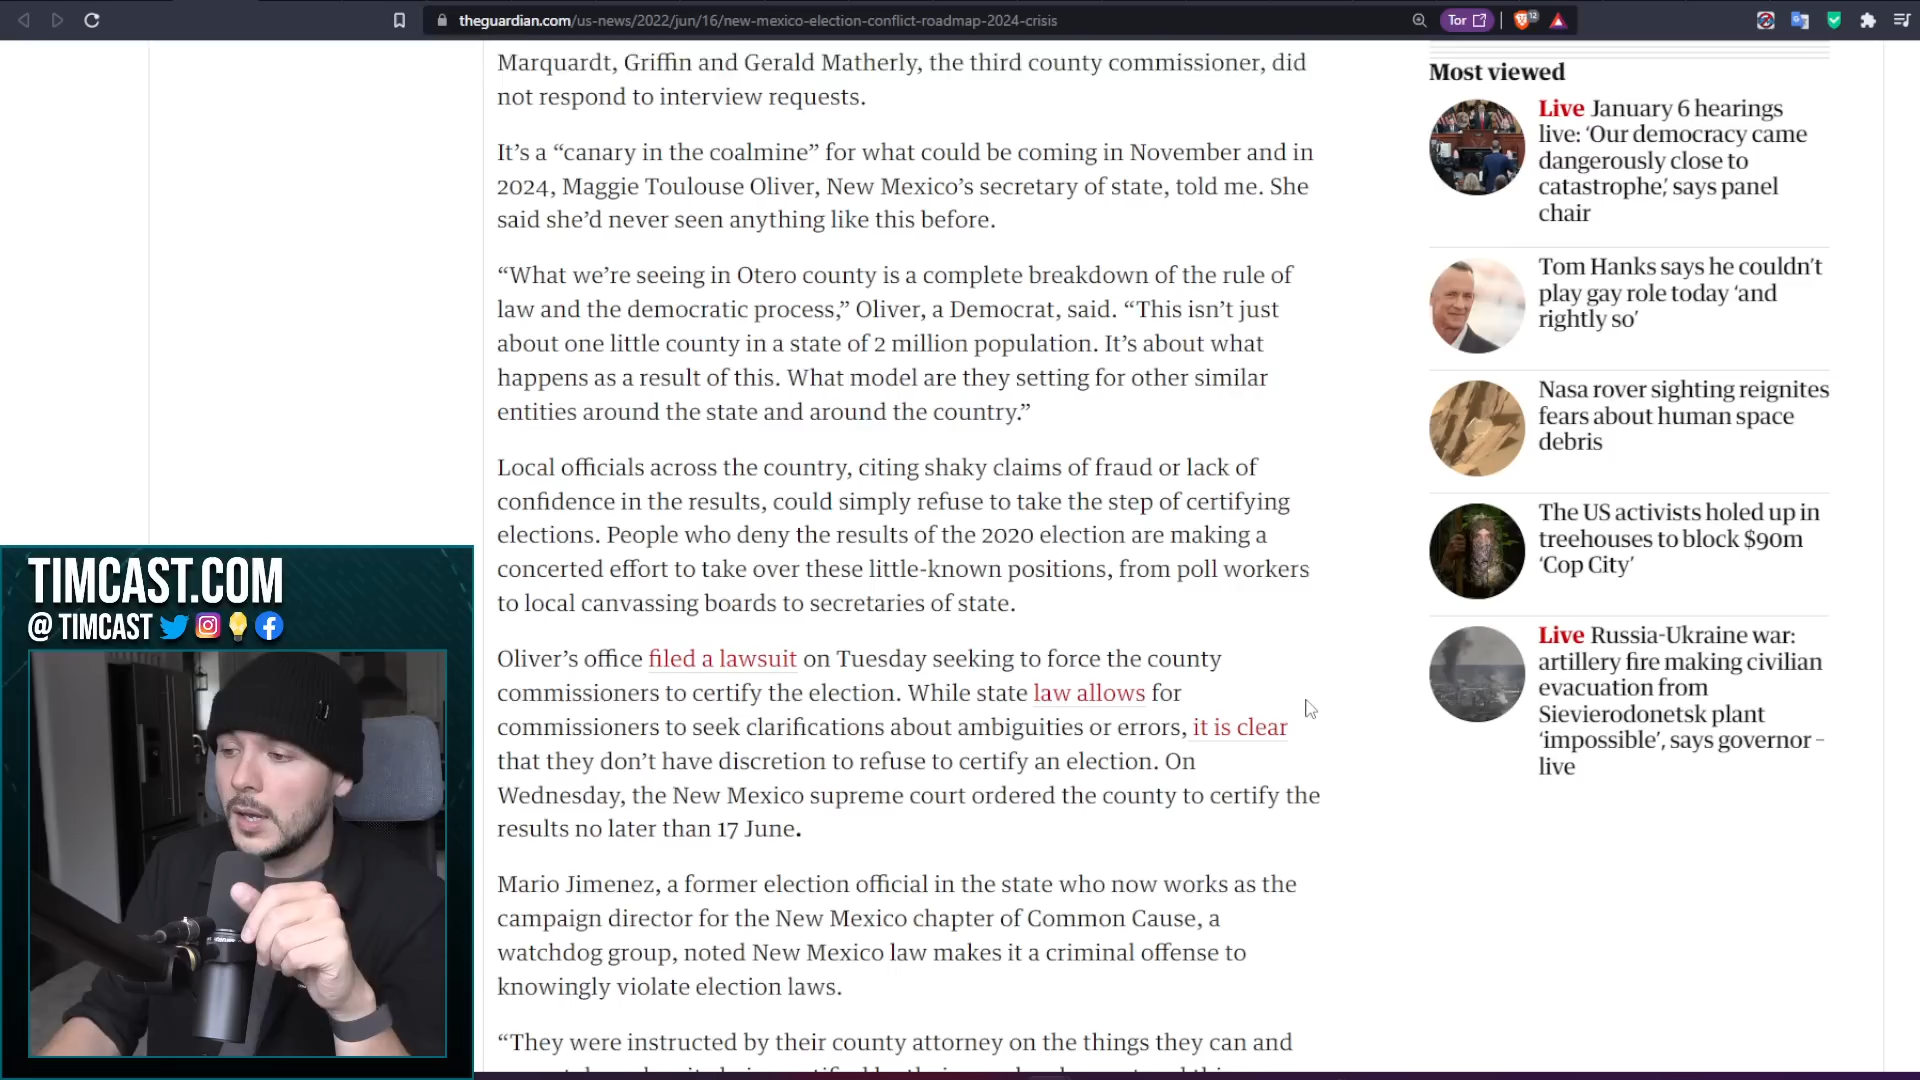 theguardian.com/us-news/2022/jun/16/new-mexico-election-conflict-roadmap-2024-crisis
Tor
12
Marquardt, Griffin and Gerald Matherly, the third county commissioner, did
not respond to interview requests.
It’s a “canary in the coalmine” for what could be coming in November and in
2024, Maggie Toulouse Oliver, New Mexico’s secretary of state, told me. She
said she’d never seen anything like this before.
“What we’re seeing in Otero county is a complete breakdown of the rule of
law and the democratic process,” Oliver, a Democrat, said. “This isn’t just
about one little county in a state of 2 million population. It’s about what
happens as a result of this. What model are they setting for other similar
entities around the state and around the country.”
Local officials across the country, citing shaky claims of fraud or lack of
confidence in the results, could simply refuse to take the step of certifying
elections. People who deny the results of the 2020 election are making a
concerted effort to take over these little-known positions, from poll workers
to local canvassing boards to secretaries of state.
Oliver’s office filed a lawsuit on Tuesday seeking to force the county
commissioners to certify the election. While state law allows for
commissioners to seek clarifications about ambiguities or errors, it is clear
that they don’t have discretion to refuse to certify an election. On
Wednesday, the New Mexico supreme court ordered the county to certify the
results no later than 17 June.
Mario Jimenez, a former election official in the state who now works as the
campaign director for the New Mexico chapter of Common Cause, a
watchdog group, noted New Mexico law makes it a criminal offense to
knowingly violate election laws.
“They were instructed by their county attorney on the things they can and
Most viewed
Live January 6 hearings
live: ‘Our democracy came
dangerously close to
catastrophe,’ says panel
chair
Tom Hanks says he couldn’t
play gay role today ‘and
rightly so’
Nasa rover sighting reignites
fears about human space
debris
The US activists holed up in
treehouses to block $90m
‘Cop City’
Live Russia-Ukraine war:
artillery fire making civilian
evacuation from
Sievierodonetsk plant
‘impossible’, says governor –
live
TIMCAST.COM
@ TIMCAST